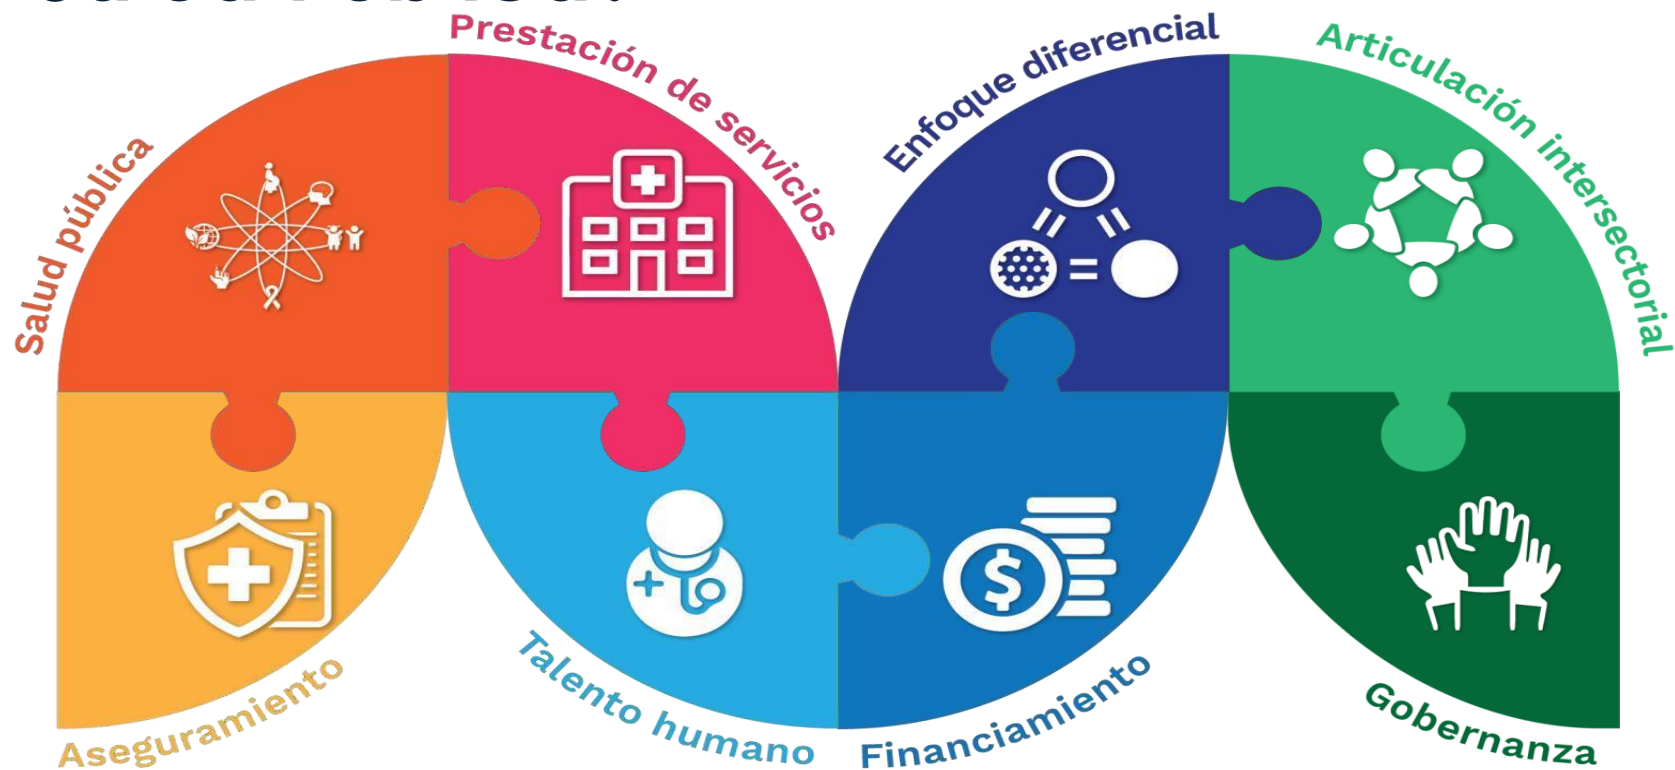 Prestación de servicios
Enfoque diferencial
Articulación intersectorial
Salud pública
Aseguramiento
Talento humano
Financiamiento
Gobernanza
$